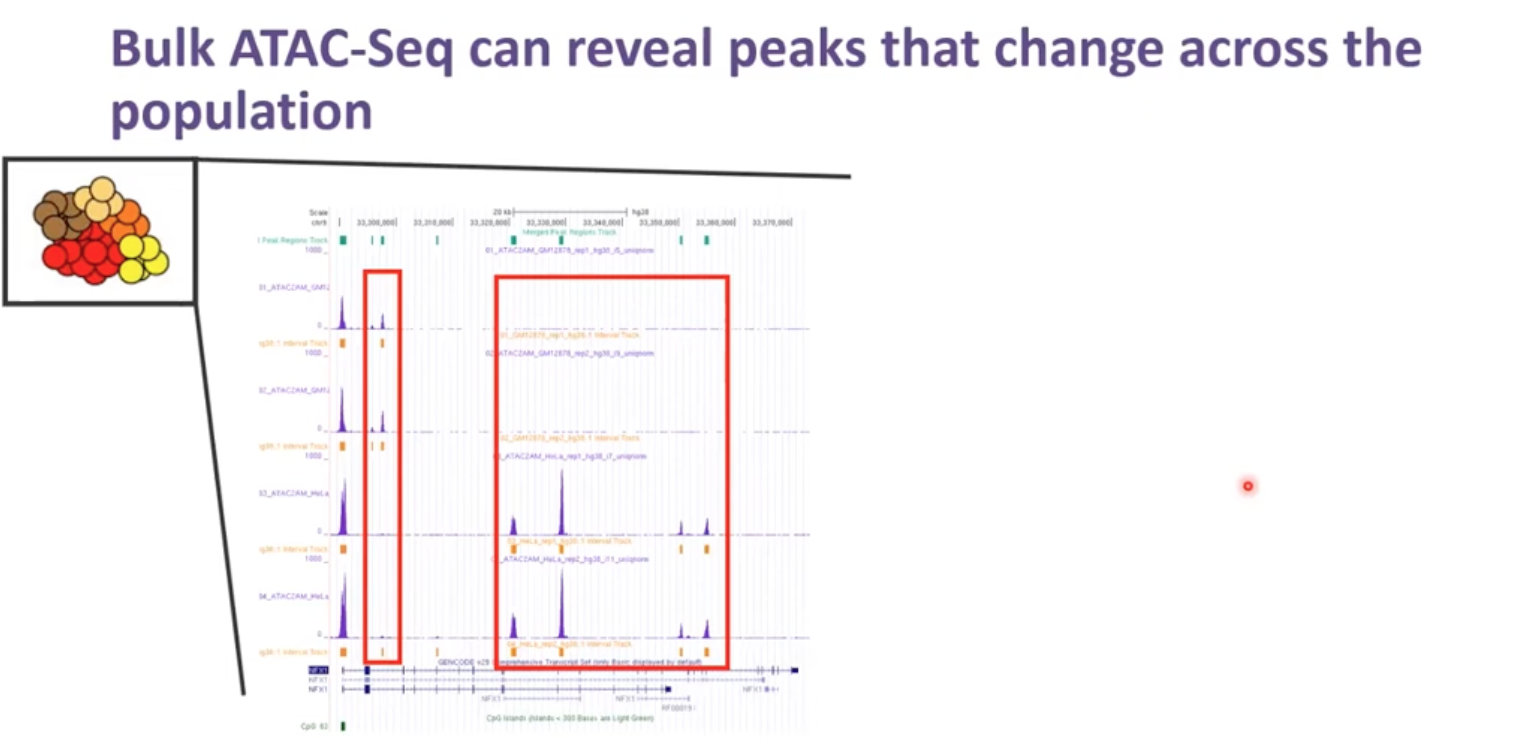 Bulk ATAC-Seq can reveal peaks that change across the
population
Scale 20 kb hg38
chr9 33,300,000 33,310,000 33,320,000 33,330,000 33,340,000 33,350,000 33,360,000 33,370,000
Merged Peak Regions Track
Peak Regions Track
1000 _ 01_ATAC2AM_GM12878_rep1_hg38_i5_uniqnorm
01_ATAC2AM_GM12
0 _
01_GM12878_rep1_hg38:1 Interval Track
hg38:1 Interval Track
1000 _ 02_ATAC2AM_GM12878_rep2_hg38_i6_uniqnorm
02_ATAC2AM_GM12
0 _
02_GM12878_rep2_hg38:1 Interval Track
hg38:1 Interval Track
1000 _ ATAC2AM_HeLa_rep1_hg38_i7_uniqnorm
03_ATAC2AM_HeLa
0 _
03_HeLa_rep1_hg38:1 Interval Track
hg38:1 Interval Track
1000 _ ATAC2AM_HeLa_rep2_hg38_i11_uniqnorm
04_ATAC2AM_HeLa
0 _
04_HeLa_rep2_hg38:1 Interval Track
hg38:1 Interval Track
GENCODE v29 Comprehensive Transcript Set (only Basic displayed by default)
NFX1
NFX1
NFX1 NFX1
NFX1 NFX1
RF00019
CpG Islands (Islands < 300 Bases are Light Green)
CpG: 63